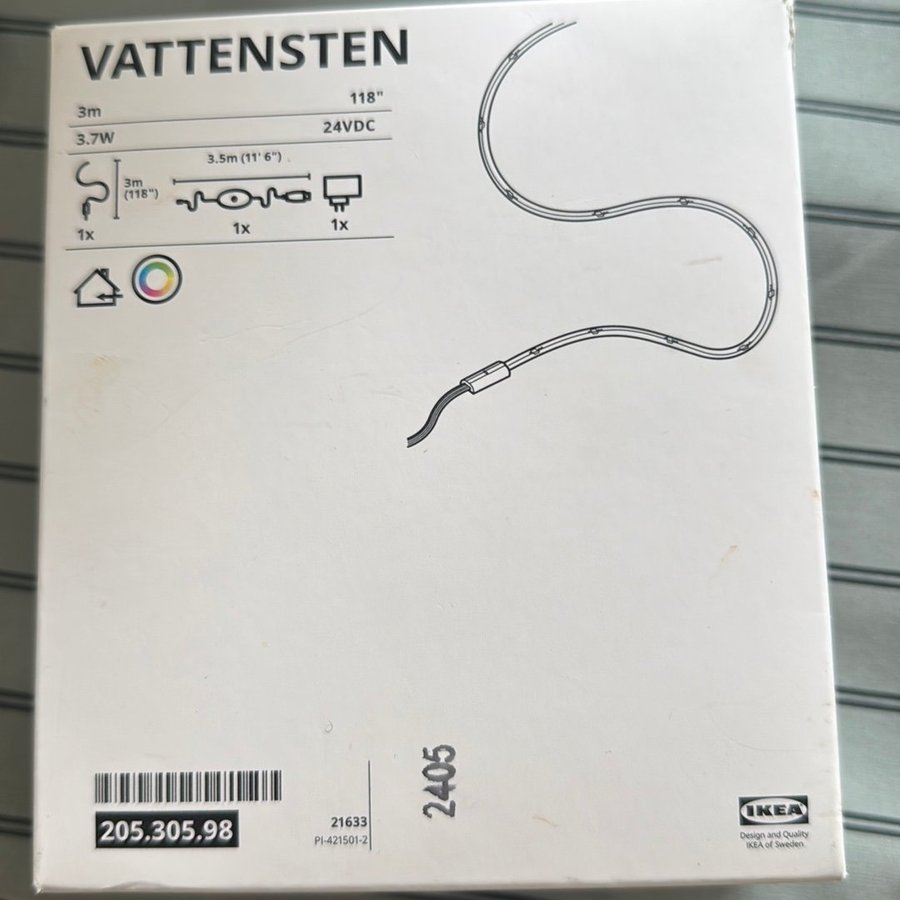 VATTENSTEN
3m 118"
3.7W 24VDC
3.5m (11' 6")
3m
(118")
1x 1x 1x
205.305.98
21633
PI-421501-2
2405
IKEA
Design and Quality
IKEA of Sweden